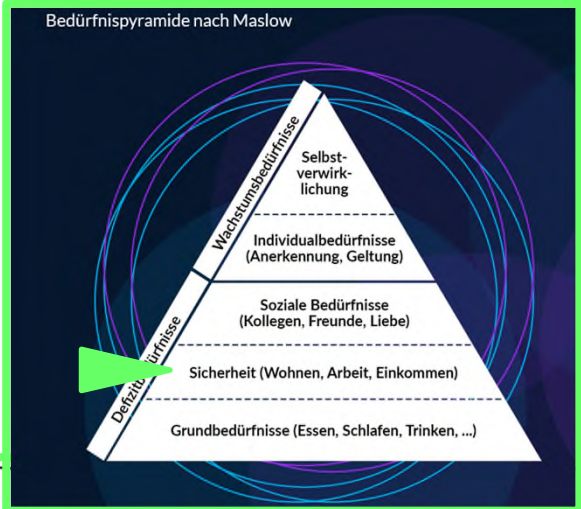 Bedürfnispyramide nach Maslow
Wachstumsbedürfnisse
Selbst-
verwirk-
lichung
Individualbedürfnisse
(Anerkennung, Geltung)
Soziale Bedürfnisse
(Kollegen, Freunde, Liebe)
Sicherheit (Wohnen, Arbeit, Einkommen)
Grundbedürfnisse (Essen, Schlafen, Trinken, ...)